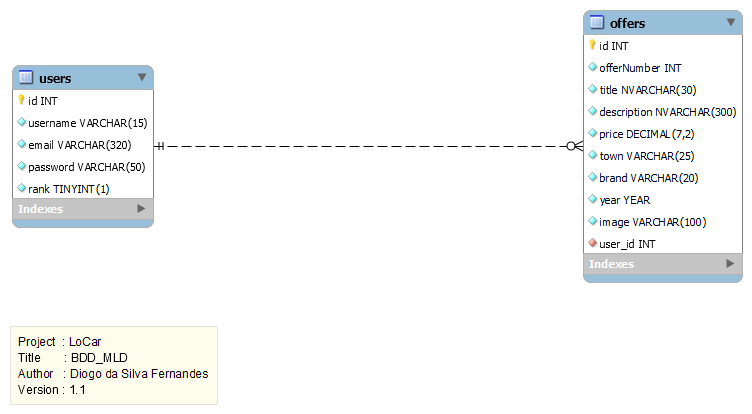 users
id INT
username VARCHAR(15)
email VARCHAR(320)
password VARCHAR(50)
rank TINYINT(1)
Indexes
offers
id INT
offerNumber INT
title NVARCHAR(30)
description NVARCHAR(300)
price DECIMAL(7,2)
town VARCHAR(25)
brand VARCHAR(20)
year YEAR
image VARCHAR(100)
user_id INT
Indexes
Project : LoCar
Title : BDD_MLD
Author : Diogo da Silva Fernandes
Version : 1.1